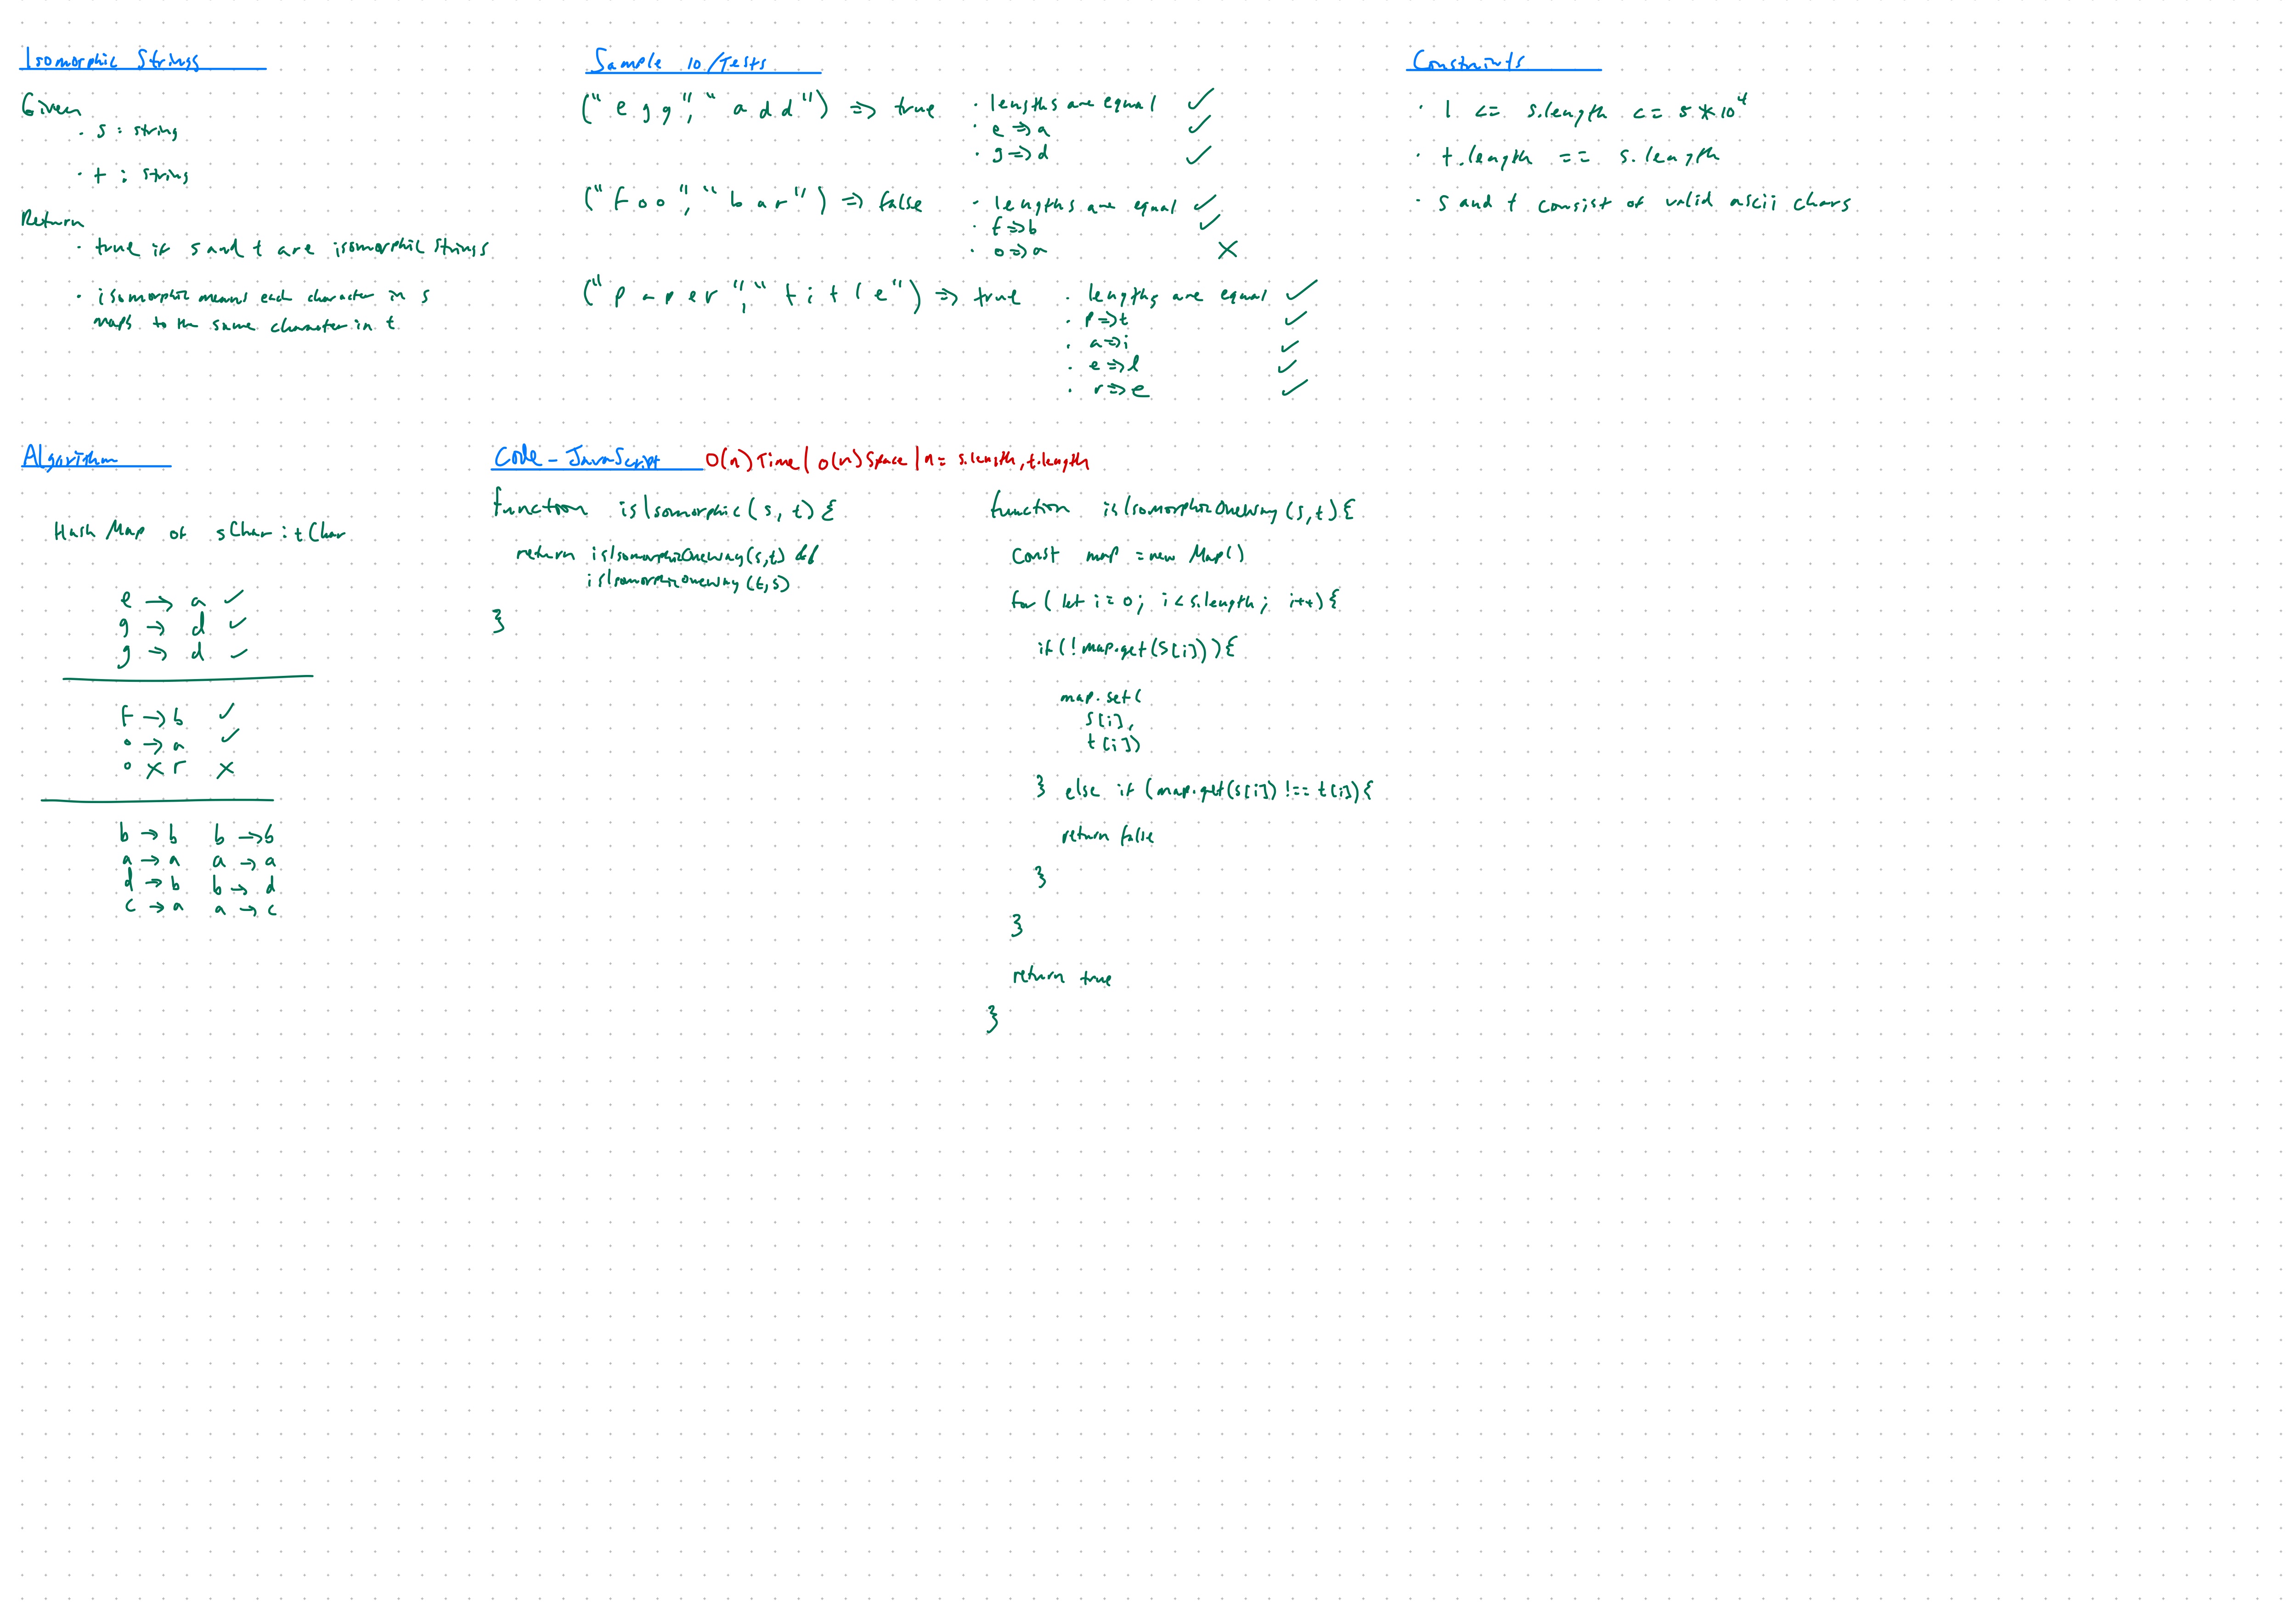 Isomorphic Strings
Given
· s : string
· t : string
Return
· true if s and t are isomorphic strings
· isomorphic means each character in s
maps to the same character in t
Sample IO/Tests
("egg", "add") => true
· lengths are equal ✓
· e => a ✓
· g => d ✓
("foo", "bar") => false
· lengths are equal ✓
· f => b ✓
· o => a ✗
("paper", "title") => true
· lengths are equal ✓
· p => t ✓
· a => i ✓
· e => l ✓
· r => e ✓
Constraints
· 1 <= s.length <= 5 * 10^4
· t.length == s.length
· s and t consist of valid ascii chars
Algorithm
Hash Map of sChar : tChar
e → a ✓
g → d ✓
g → d ✓
f → b ✓
o → a ✓
o ✗ r ✗
b → b b → b
a → a a → a
d → b b → d
c → a a → c
Code - JavaScript O(n) Time | O(n) Space | n = s.length, t.length
function isIsomorphic(s, t) {
return isIsomorphicOneWay(s,t) &&
isIsomorphicOneWay(t,s)
}
function isIsomorphicOneWay(s,t) {
const map = new Map()
for (let i = 0; i < s.length; i++) {
if (! map.get(s[i])) {
map.set(
s[i],
t[i])
} else if (map.get(s[i]) !== t[i]) {
return false
}
}
return true
}